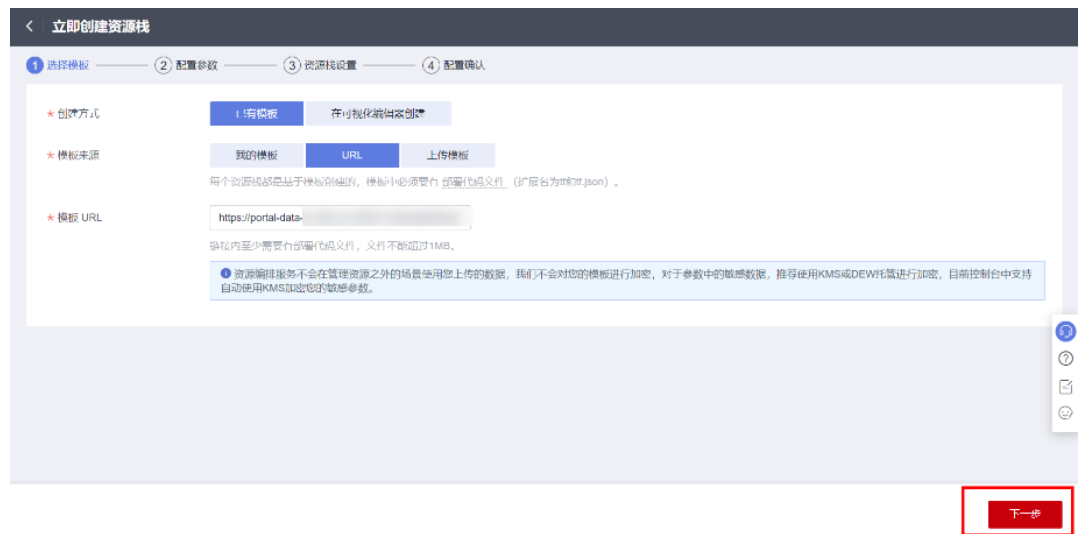 立即创建资源栈
1 选择模板 2 配置参数 3 资源栈设置 4 配置确认
* 创建方式 已有模板 在可视化编辑器创建
* 模板来源 我的模板 URL 上传模板
每个资源栈都是基于模板创建的，模板中必须要有 部署代码文件 （扩展名为tf和tf.json）。
* 模板 URL https://portal-data-
链接内至少需要有部署代码文件，文件不能超过1MB。
资源编排服务不会在管理资源之外的场景使用您上传的数据，我们不会对您的模板进行加密，对于参数中的敏感数据，推荐使用KMS或DEW托管进行加密，目前控制台中支持
自动使用KMS加密您的敏感参数。
下一步